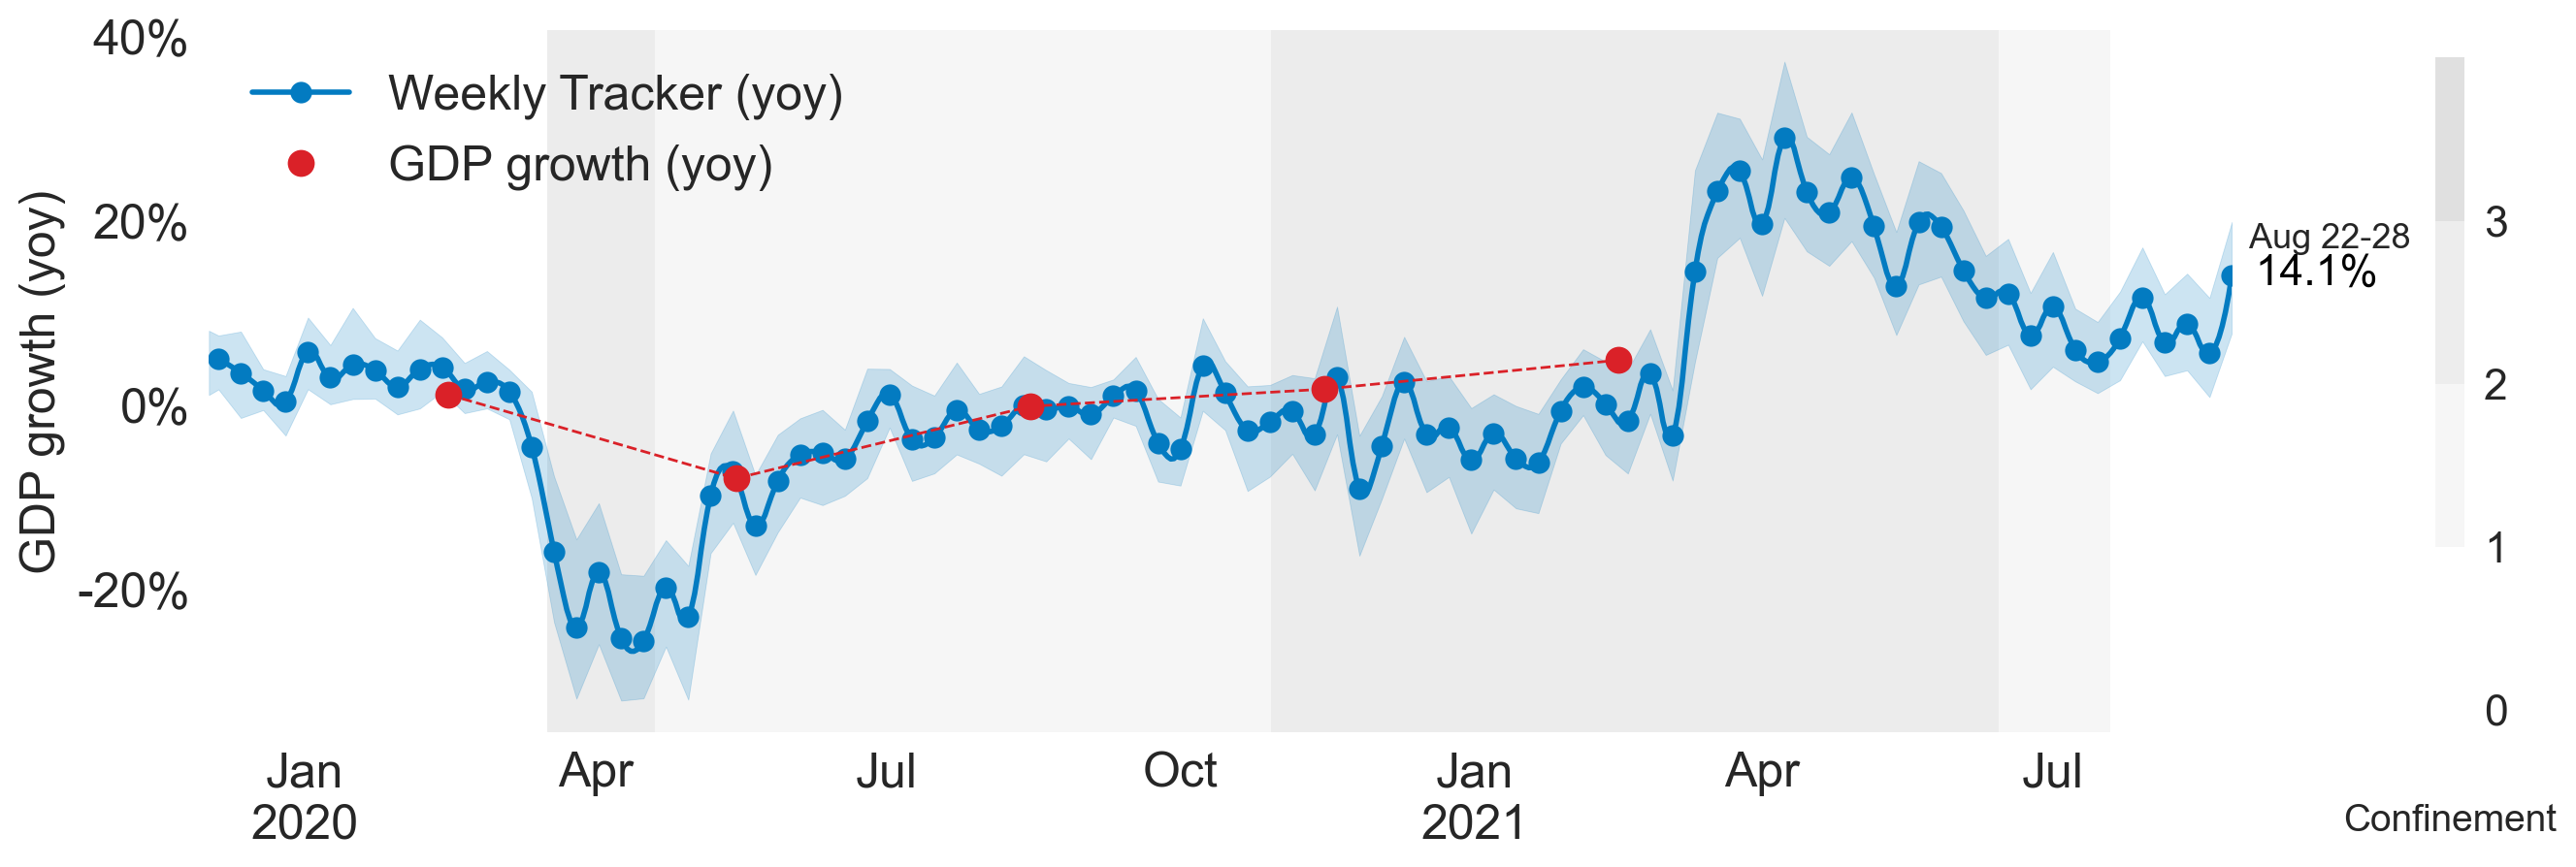 40%
20%
0%
-20%
GDP growth (yoy)
Weekly Tracker (yoy)
GDP growth (yoy)
Aug 22-28
14.1%
3
2
1
0
Confinement
Jan
2020
Apr
Jul
Oct
Jan
2021
Apr
Jul